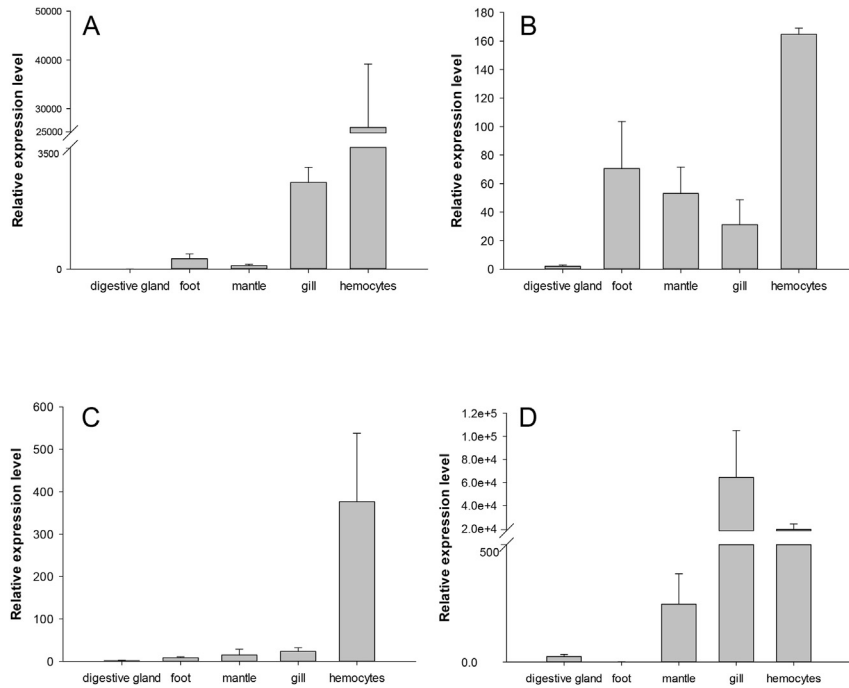 A
Relative expression level
50000
40000
30000
25000
3500
0
digestive gland foot mantle gill hemocytes
B
Relative expression level
180
160
140
120
100
80
60
40
20
0
digestive gland foot mantle gill hemocytes
C
Relative expression level
600
500
400
300
200
100
0
digestive gland foot mantle gill hemocytes
D
Relative expression level
1.2e+5
1.0e+5
8.0e+4
6.0e+4
4.0e+4
2.0e+4
500
0.0
digestive gland foot mantle gill hemocytes